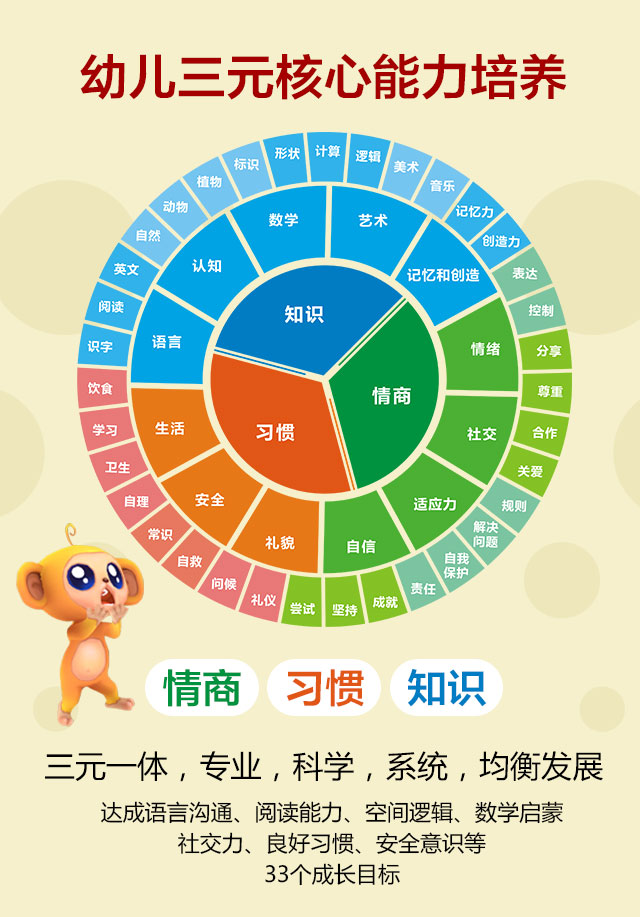 幼儿三元核心能力培养
形状
计算
逻辑
美术
音乐
记忆力
创造力
表达
控制
分享
尊重
合作
关爱
规则
解决
问题
自我
保护
责任
成就
坚持
尝试
礼仪
问候
自救
常识
自理
卫生
学习
饮食
识字
阅读
英文
自然
动物
植物
标识
数学
艺术
记忆和创造
情绪
社交
适应力
自信
礼貌
安全
生活
语言
认知
知识
情商
习惯
情商 习惯 知识
三元一体，专业，科学，系统，均衡发展
达成语言沟通、阅读能力、空间逻辑、数学启蒙
社交力、良好习惯、安全意识等
33个成长目标